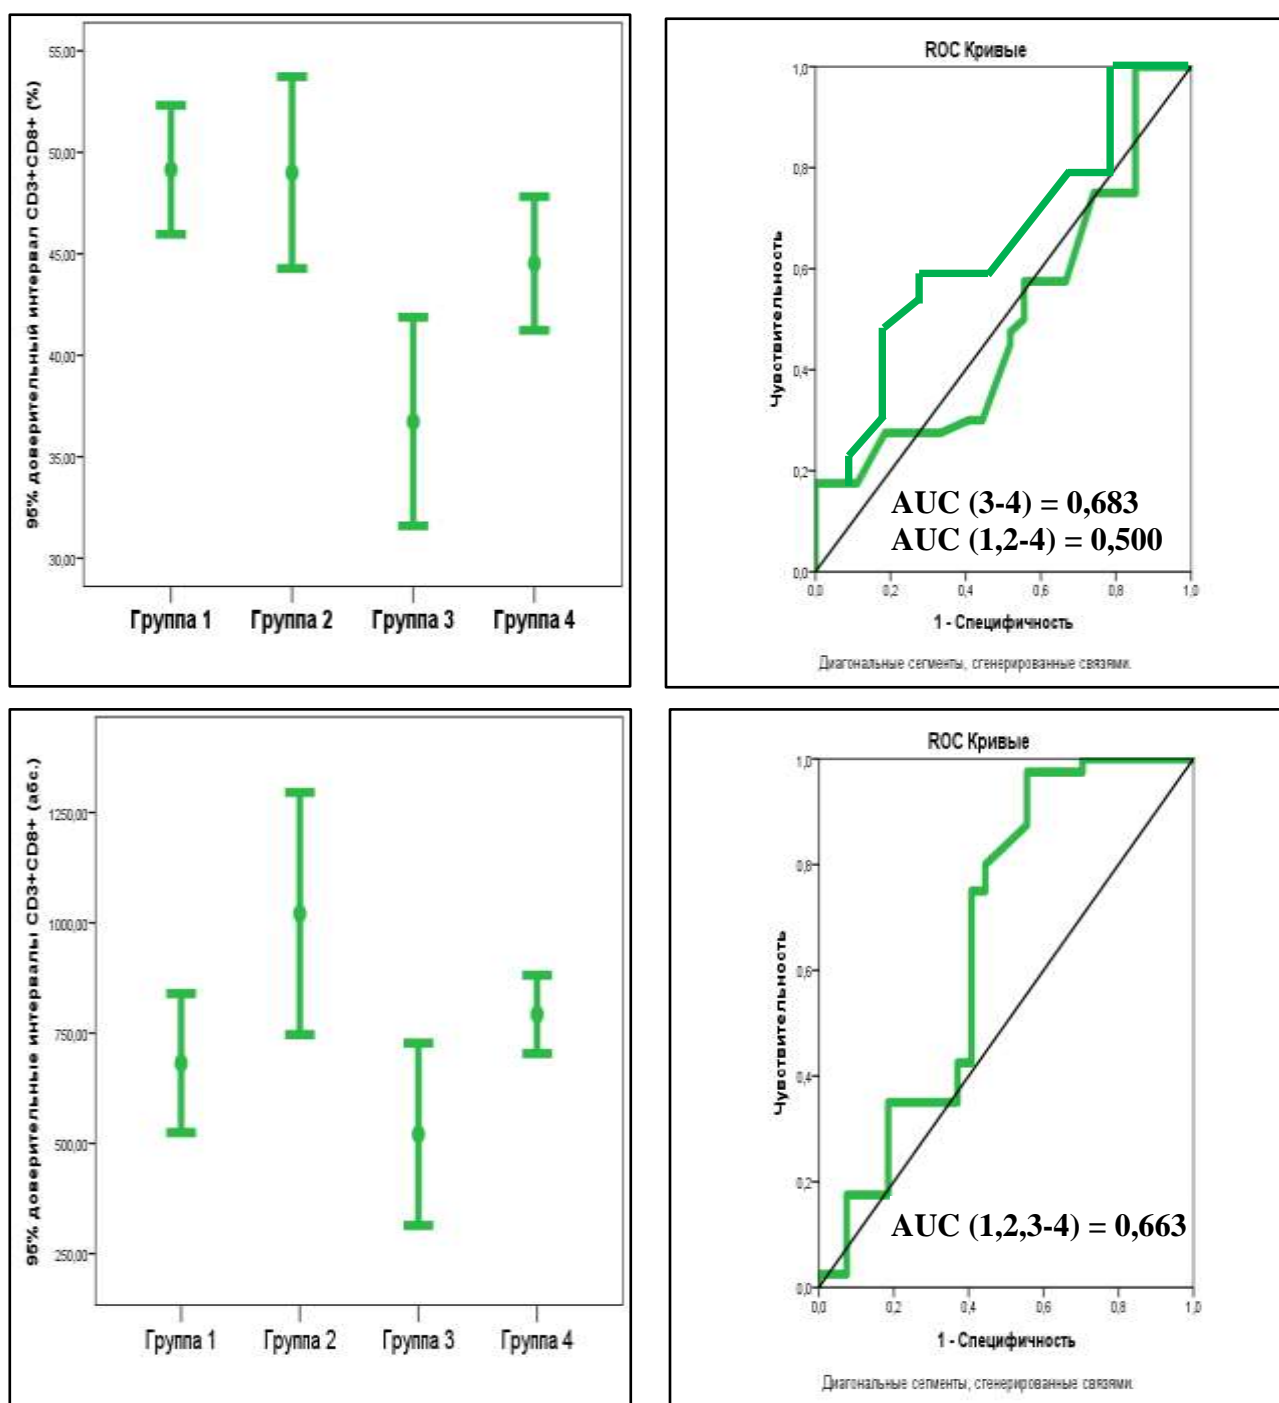 95% доверительный интервал CD3+CD8+ (%)
55,00
50,00
45,00
40,00
35,00
30,00
Группа 1 Группа 2 Группа 3 Группа 4
ROC Кривые
Чувствительность
1,0
0,8
0,6
0,4
0,2
0,0
AUC (3-4) = 0,683
AUC (1,2-4) = 0,500
0,0 0,2 0,4 0,6 0,8 1,0
1 - Специфичность
Диагональные сегменты, сгенерированные связями.
95% доверительные интервалы CD3+CD8+ (абс.)
1250,00
1000,00
750,00
500,00
250,00
Группа 1 Группа 2 Группа 3 Группа 4
ROC Кривые
Чувствительность
1,0
0,8
0,6
0,4
0,2
0,0
AUC (1,2,3-4) = 0,663
0,0 0,2 0,4 0,6 0,8 1,0
1 - Специфичность
Диагональные сегменты, сгенерированные связями.